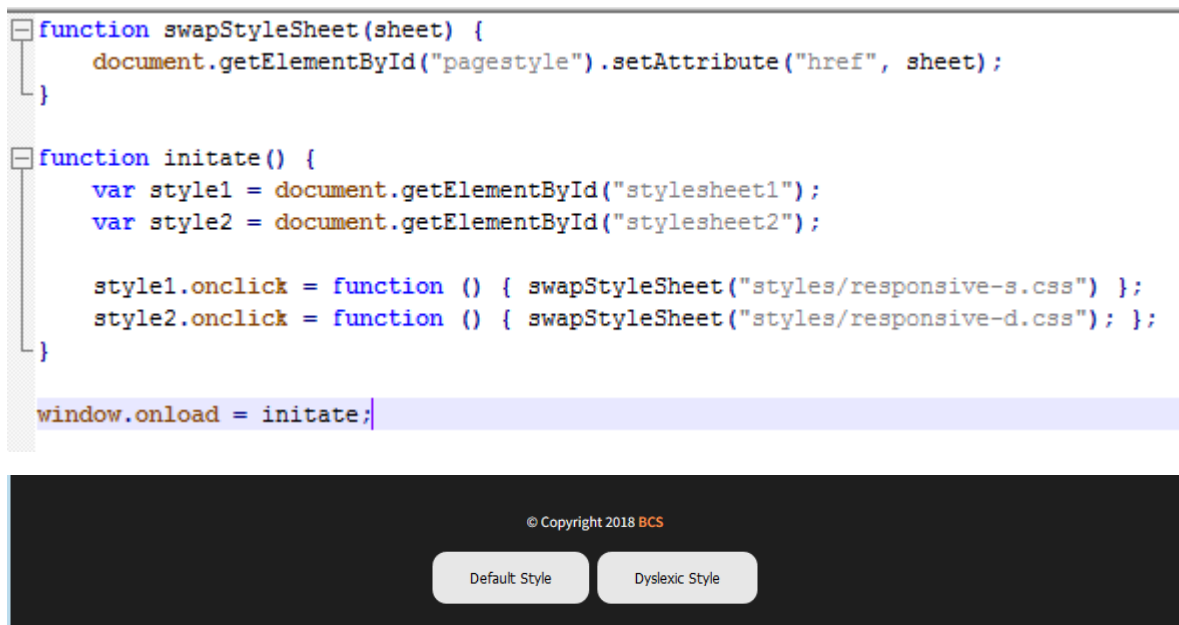 function swapStyleSheet(sheet) {
    document.getElementById("pagestyle").setAttribute("href", sheet);
}
function initate() {
    var style1 = document.getElementById("stylesheet1");
    var style2 = document.getElementById("stylesheet2");
    style1.onclick = function () { swapStyleSheet("styles/responsive-s.css") };
    style2.onclick = function () { swapStyleSheet("styles/responsive-d.css"); };
}
window.onload = initate;
© Copyright 2018 BCS
Default Style Dyslexic Style